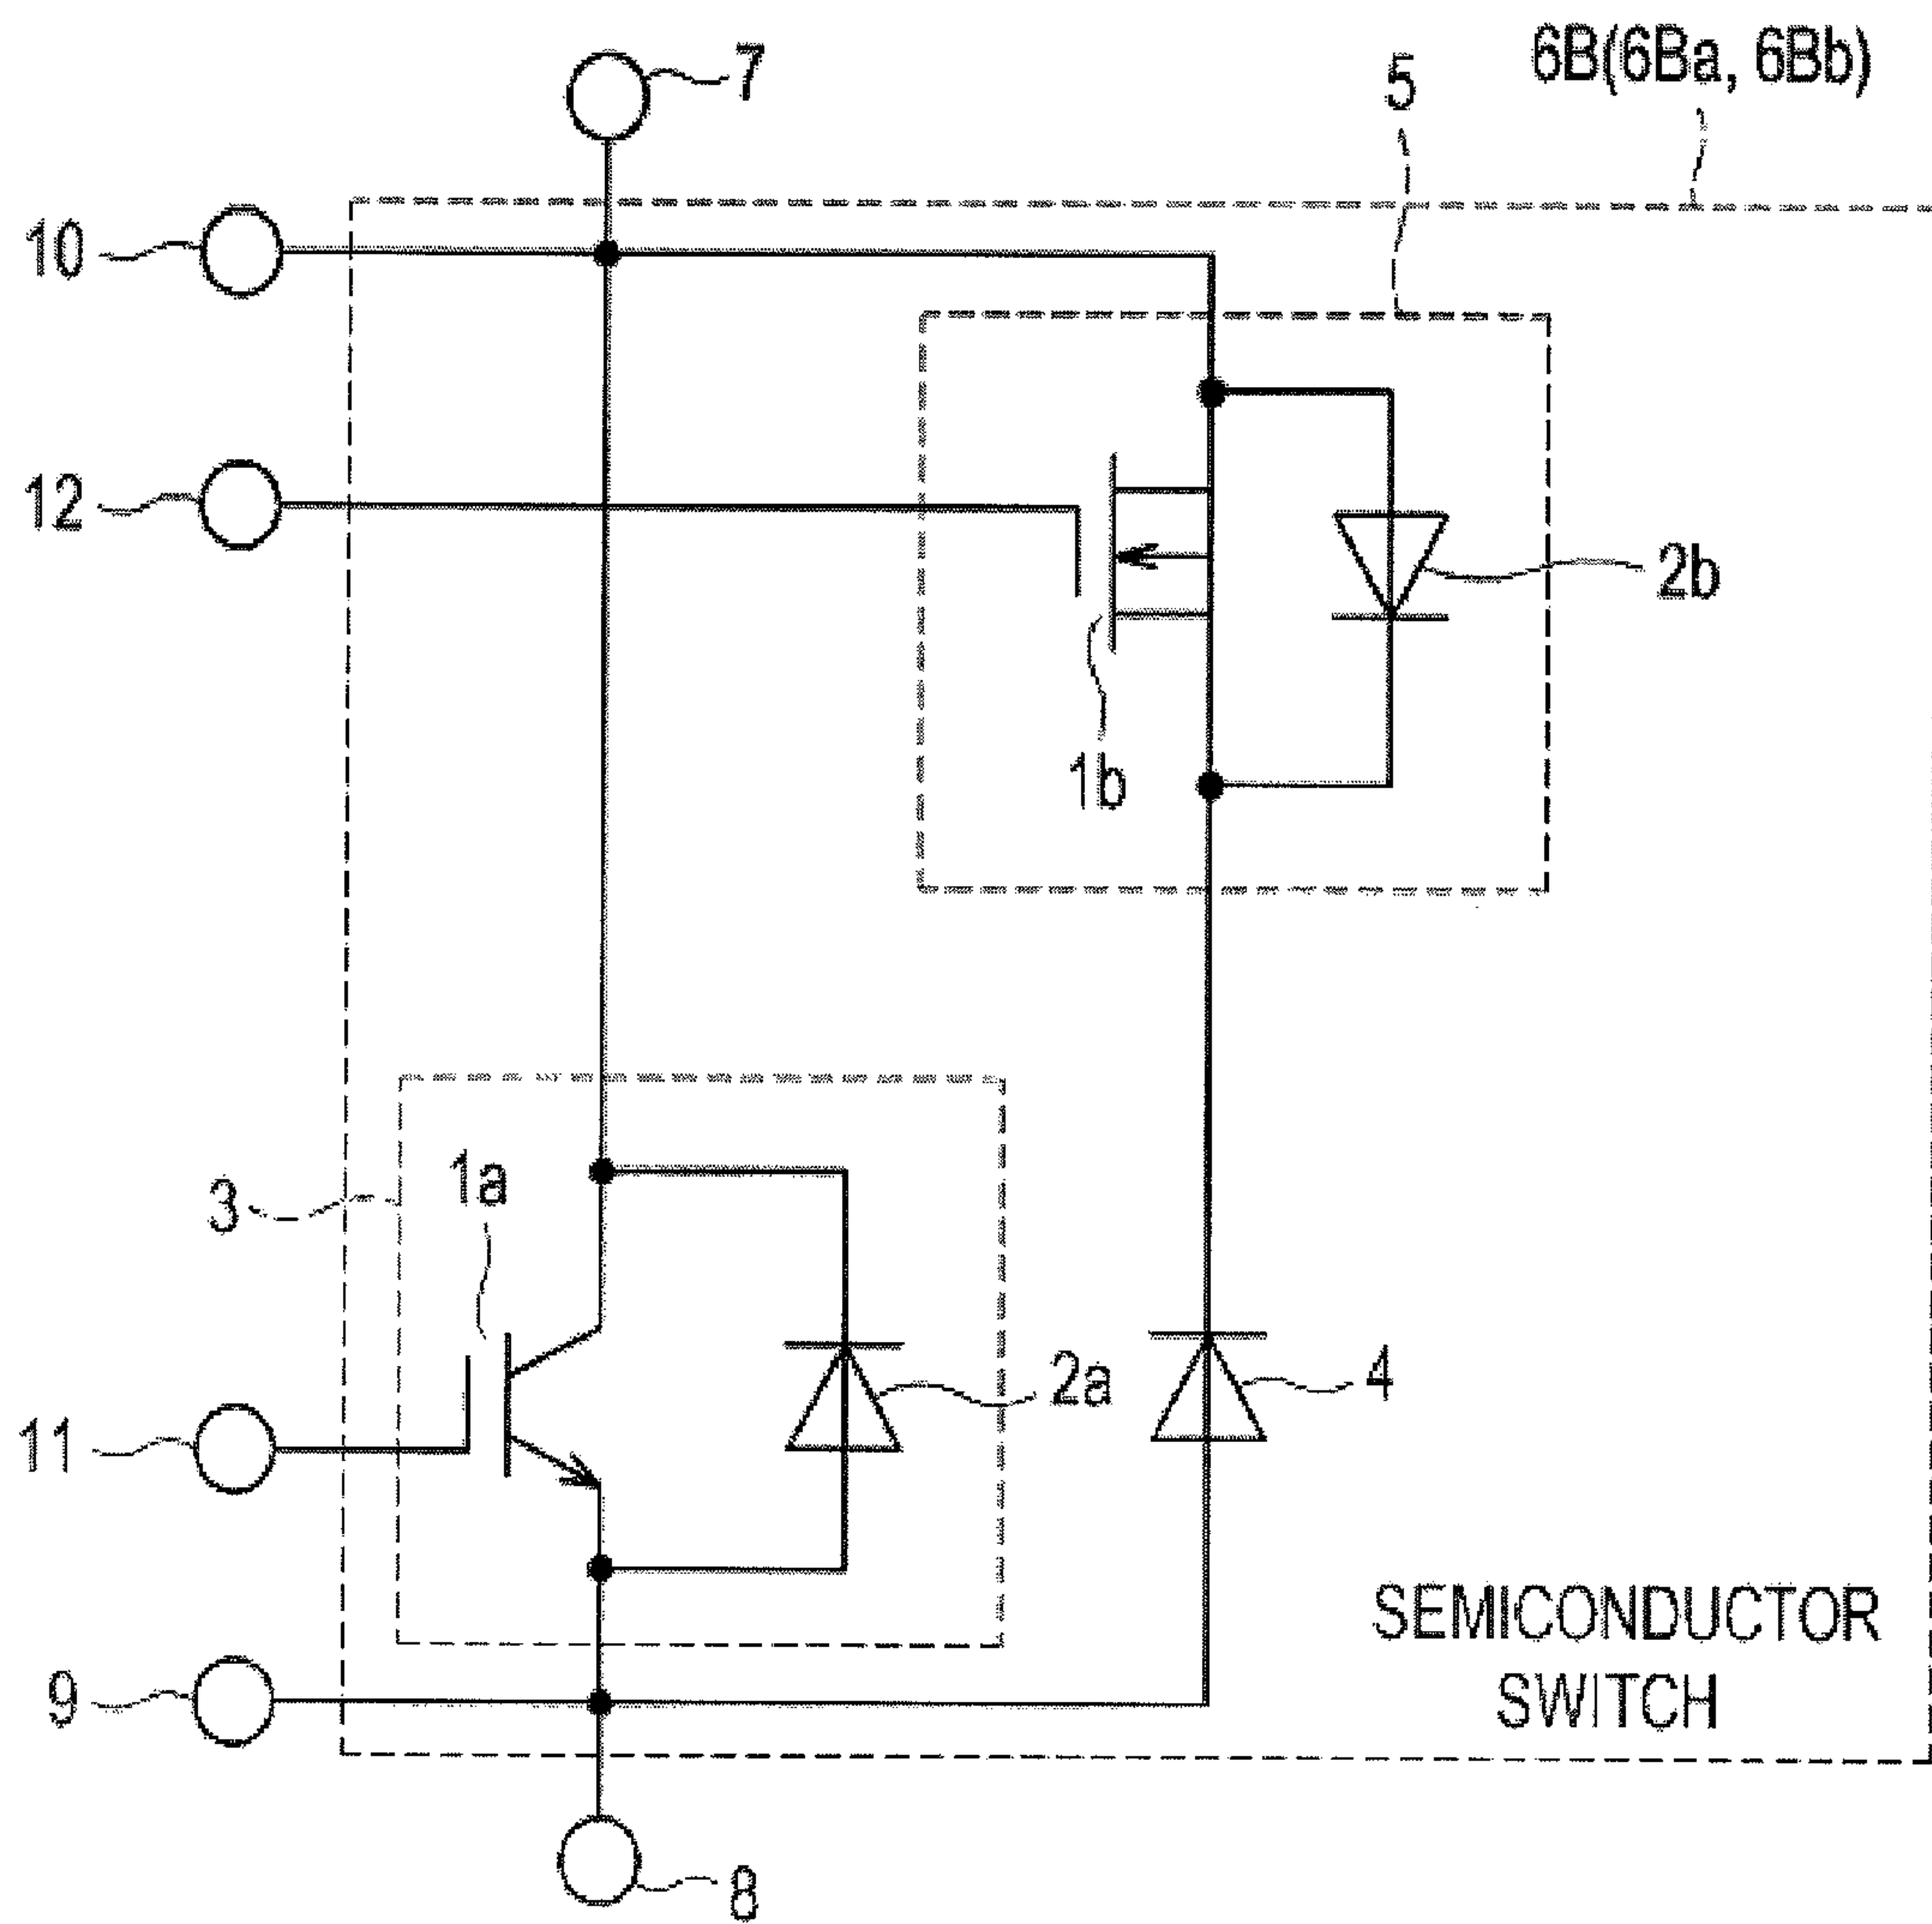 6B(6Ba, 6Bb)
5
7
10
12
2b
1b
1a
3
2a
4
11
SEMICONDUCTOR
SWITCH
9
8